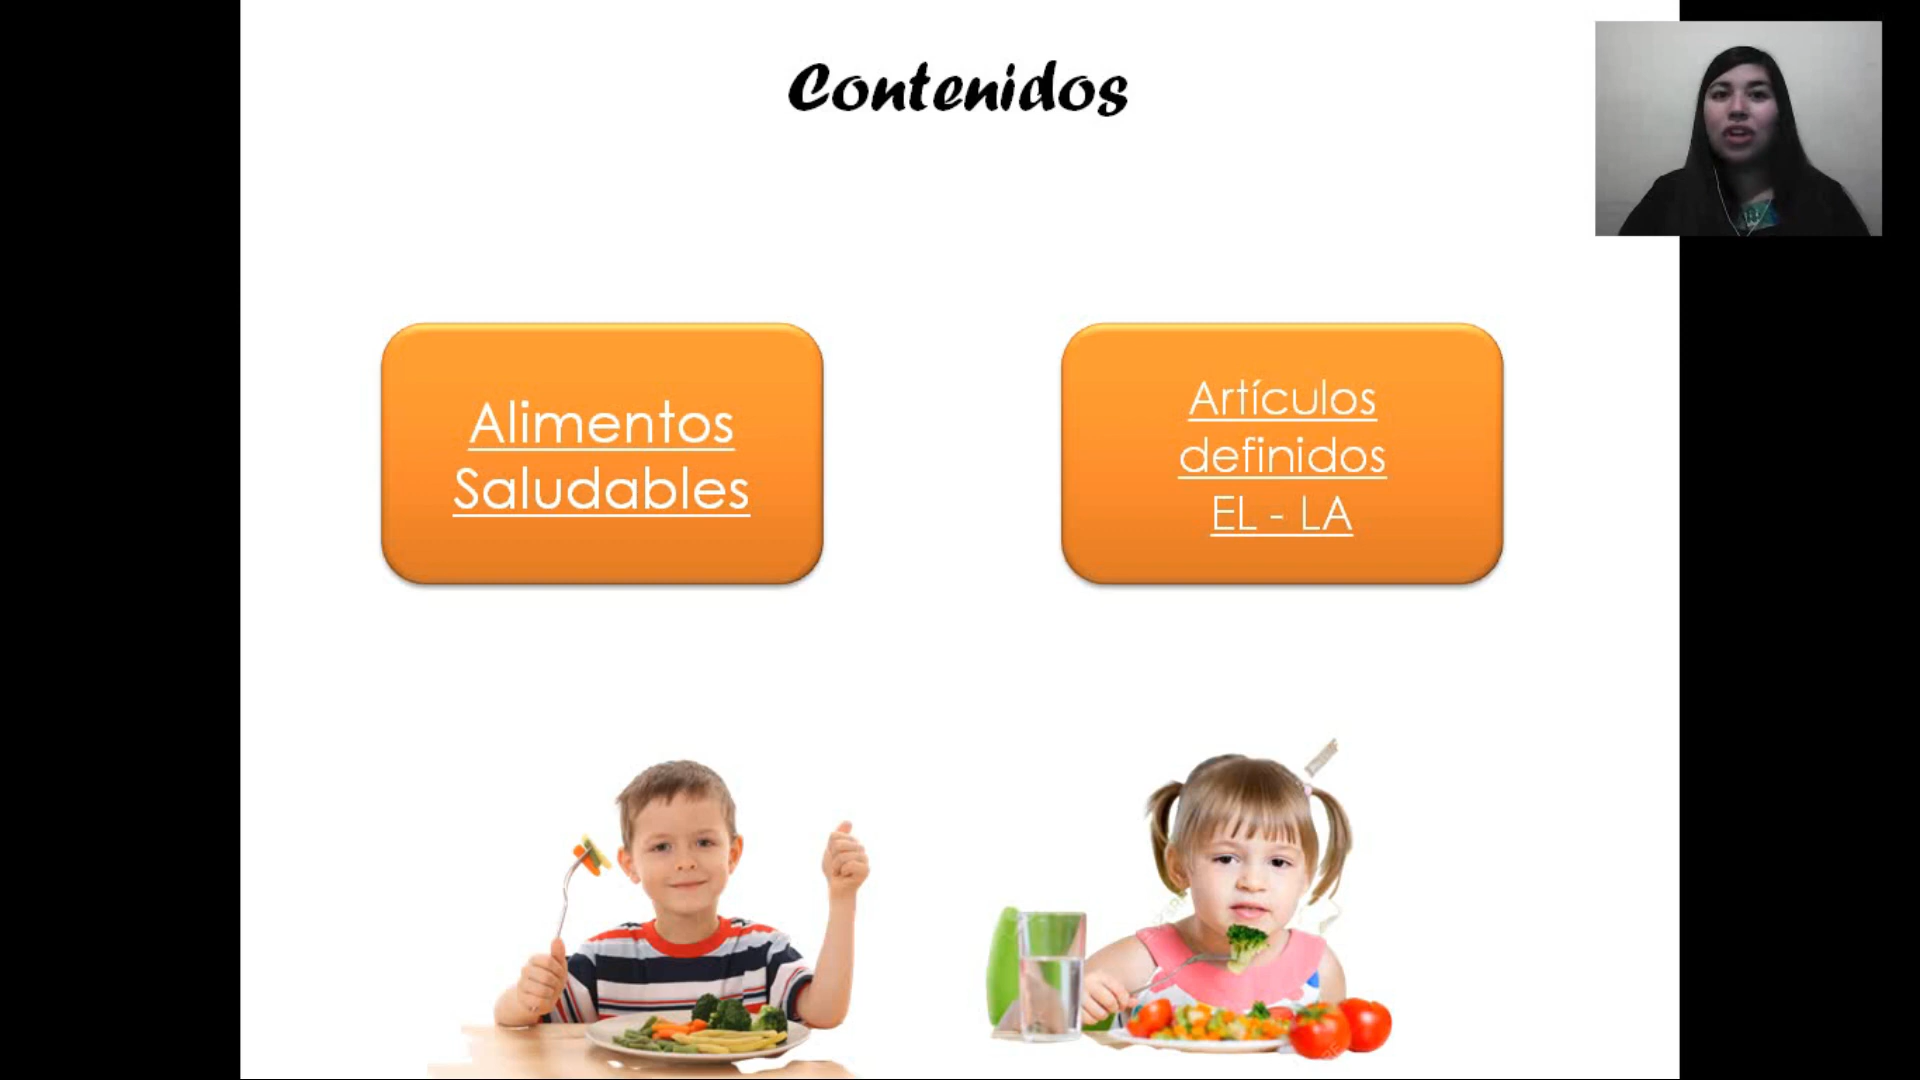 Contenidos
Alimentos
Saludables
Artículos
definidos
EL - LA